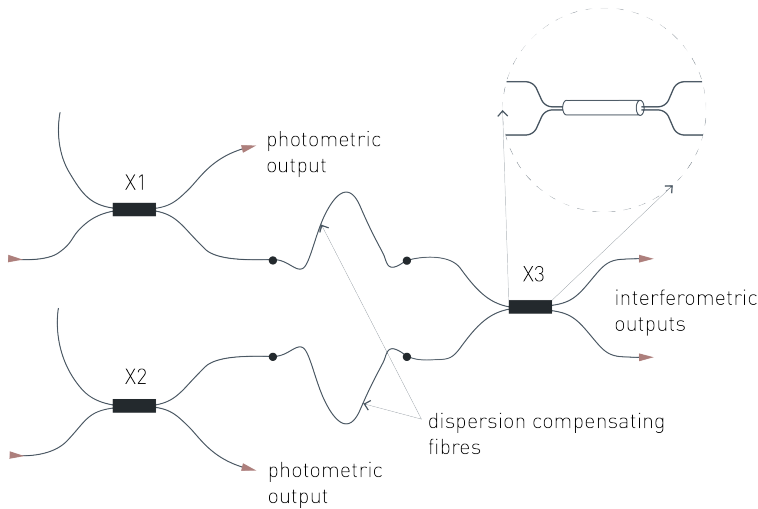 photometric
output
X1
X3
interferometric
outputs
X2
dispersion compensating
fibres
photometric
output